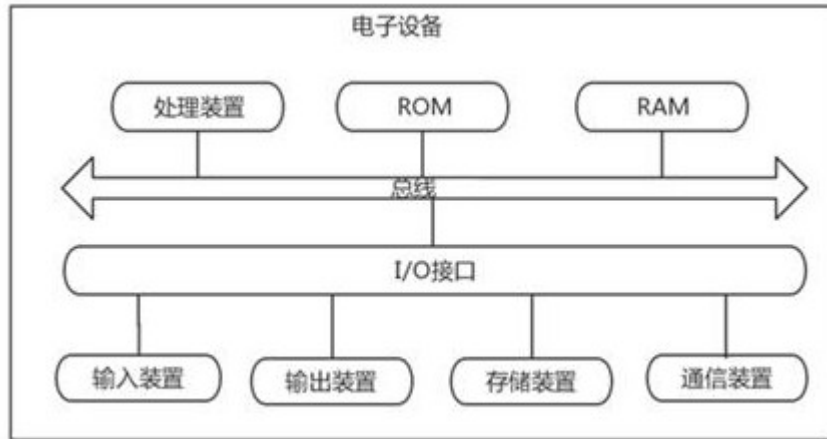 电子设备
处理装置
ROM
RAM
总线
I/O接口
输入装置
输出装置
存储装置
通信装置